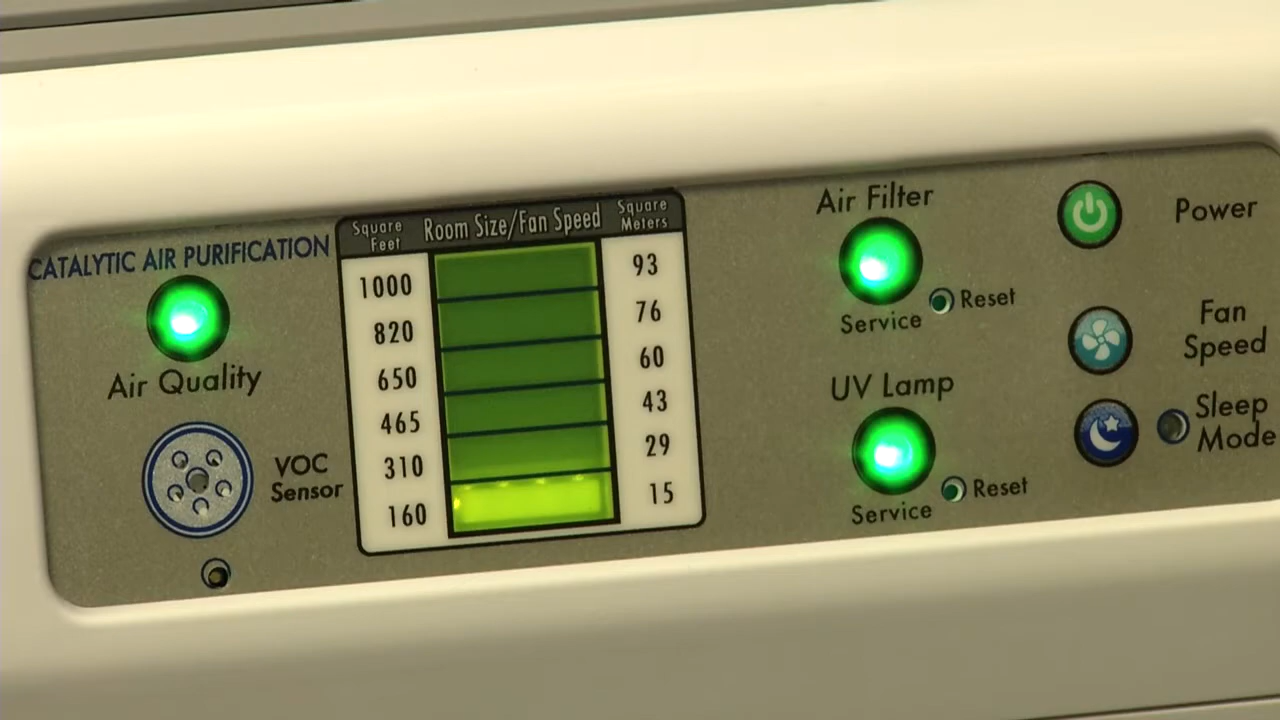 CATALYTIC AIR PURIFICATION
Air Quality
VOC
Sensor
Square
Feet
Room Size/Fan Speed
Square
Meters
1000
93
820
76
650
60
465
43
310
29
160
15
Air Filter
Service
Reset
UV Lamp
Service
Reset
Power
Fan
Speed
Sleep
Mode